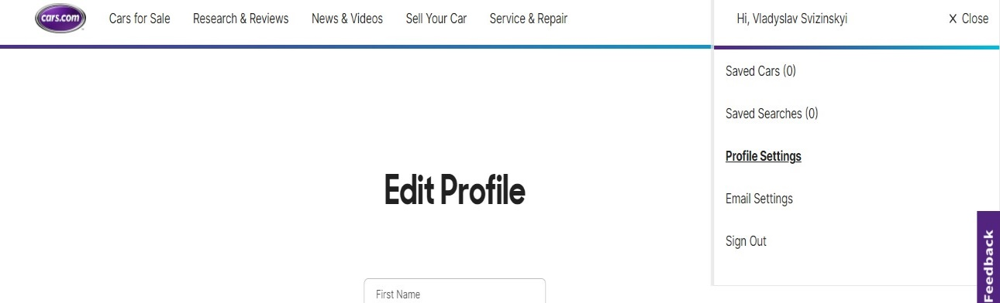 cars.com Cars for Sale Research & Reviews News & Videos Sell Your Car Service & Repair Hi, Vladyslav Svizinskyi X Close
Saved Cars (0)
Saved Searches (0)
Profile Settings
Edit Profile
Email Settings
Sign Out
Feedback
First Name